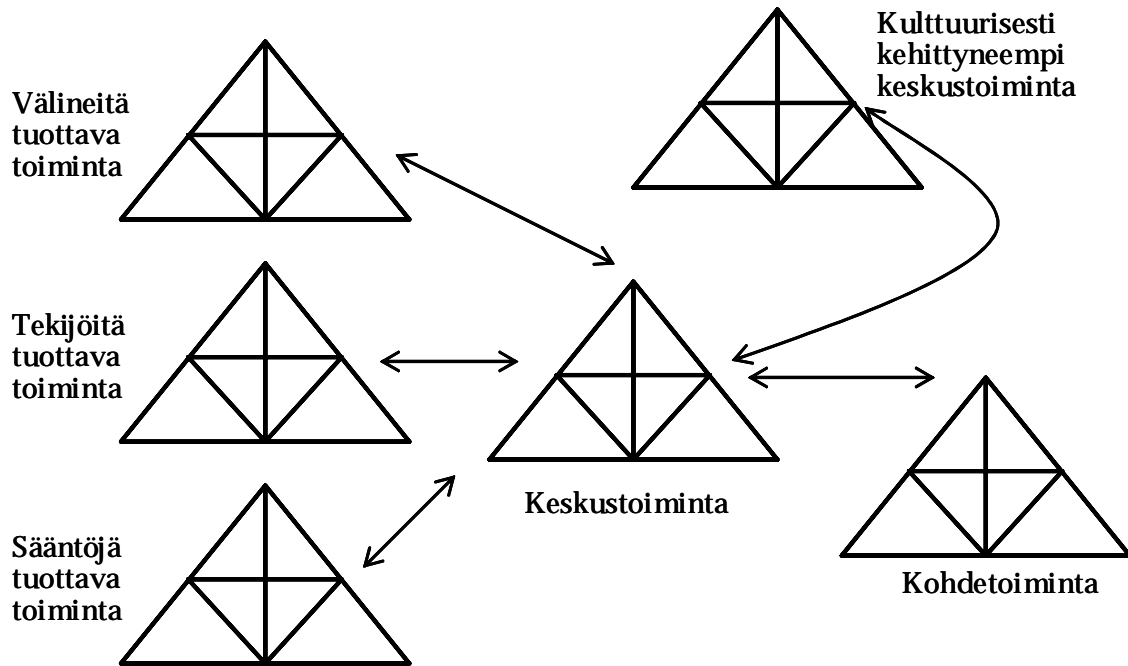 Välineitä
tuottava
toiminta
Kulttuurisesti
kehittyneempi
keskustoiminta
Tekijöitä
tuottava
toiminta
Keskustoiminta
Sääntöjä
tuottava
toiminta
Kohdetoiminta